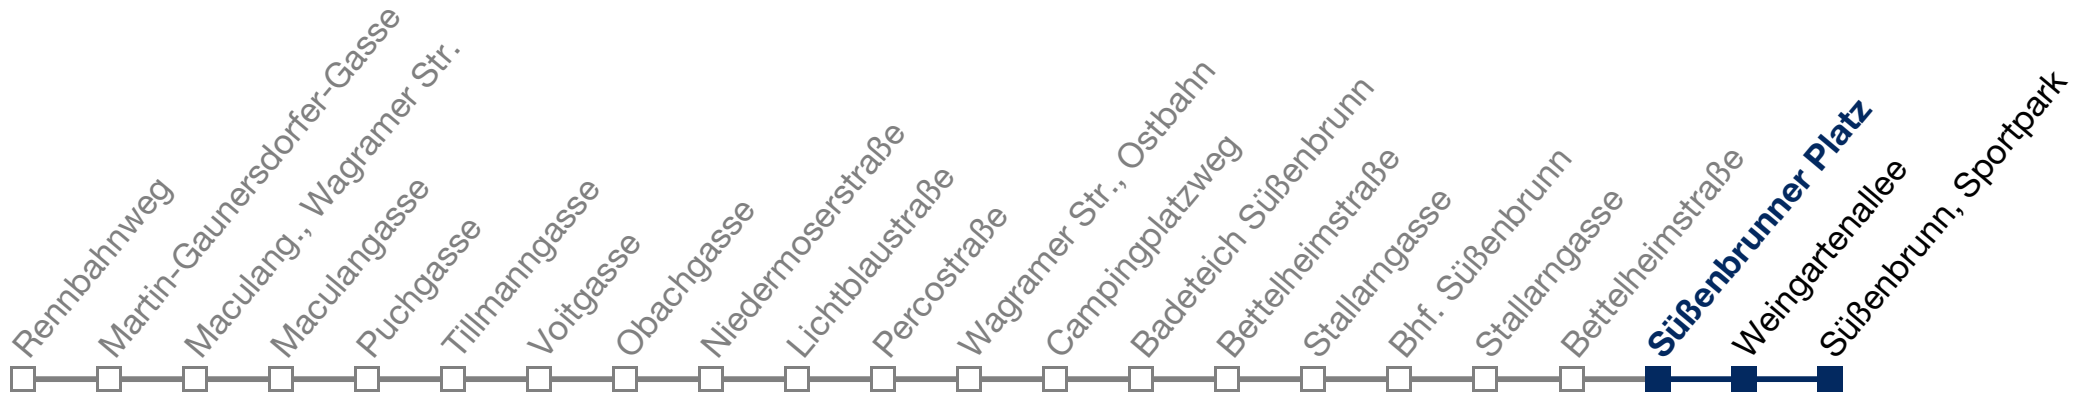 Rennbahnweg
Martin-Gaunersdorfer-Gasse
Maculang., Wagramer Str.
Maculangasse
Puchgasse
Tillmanngasse
Voitgasse
Obachgasse
Niedermoserstraße
Lichtblaustraße
Percostraße
Wagramer Str., Ostbahn
Campingplatzweg
Badeteich Süßenbrunn
Bettelheimstraße
Stallarngasse
Bhf. Süßenbrunn
Stallarngasse
Bettelheimstraße
Süßenbrunner Platz
Weingartenallee
Süßenbrunn, Sportpark